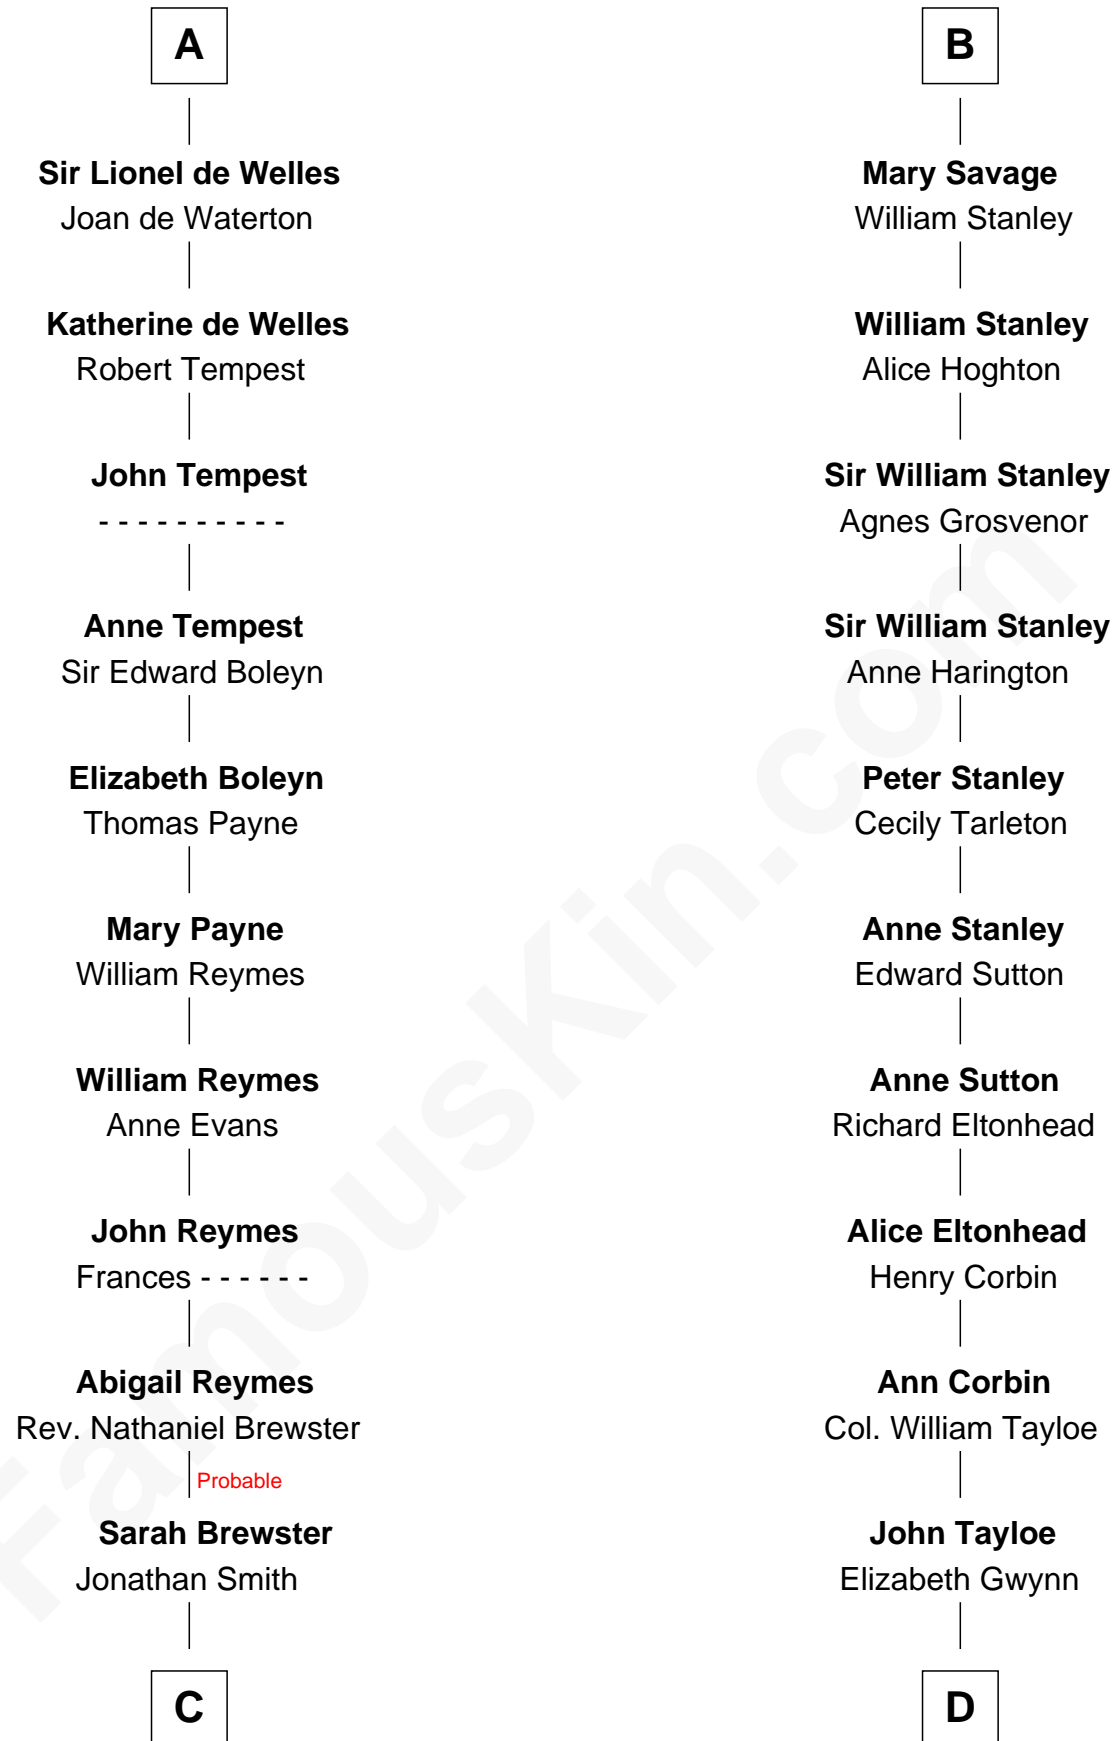 A
Sir Lionel de Welles
Joan de Waterton
Katherine de Welles
Robert Tempest
John Tempest
- - - - - - - - - -
Anne Tempest
Sir Edward Boleyn
Elizabeth Boleyn
Thomas Payne
Mary Payne
William Reymes
William Reymes
Anne Evans
John Reymes
Frances - - - - - -
Abigail Reymes
Rev. Nathaniel Brewster
Probable
Sarah Brewster
Jonathan Smith
C
B
Mary Savage
William Stanley
William Stanley
Alice Hoghton
Sir William Stanley
Agnes Grosvenor
Sir William Stanley
Anne Harington
Peter Stanley
Cecily Tarleton
Anne Stanley
Edward Sutton
Anne Sutton
Richard Eltonhead
Alice Eltonhead
Henry Corbin
Ann Corbin
Col. William Tayloe
John Tayloe
Elizabeth Gwynn
D
FamousKin.com